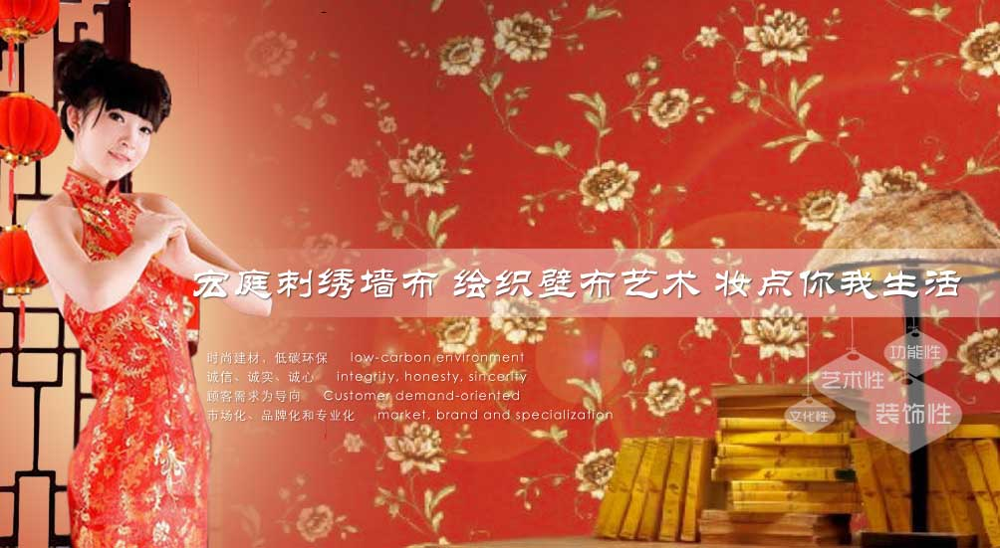 宏庭刺绣墙布 绘织壁布艺术 妆点你我生活
时尚建材，低碳环保 low-carbon environment
诚信、诚实、诚心 integrity, honesty, sincerity
顾客需求为导向 Customer demand-oriented
市场化、品牌化和专业化 market, brand and specialization
功能性
艺术性
文化性
装饰性